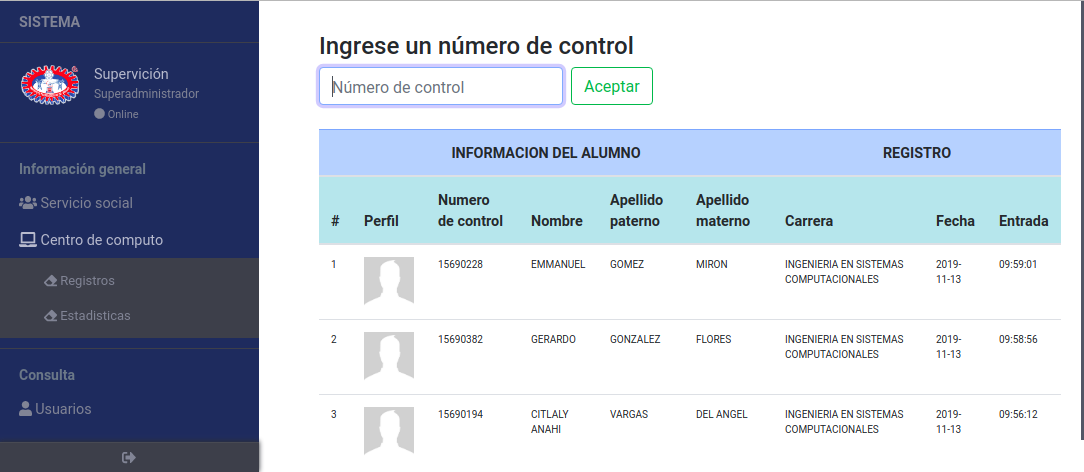 SISTEMA
Supervición
Superadministrador
Online
Información general
Servicio social
Centro de computo
Registros
Estadisticas
Consulta
Usuarios
Ingrese un número de control
Número de control Aceptar
INFORMACION DEL ALUMNO REGISTRO
# Perfil Numero de control Nombre Apellido paterno Apellido materno Carrera Fecha Entrada
1 15690228 EMMANUEL GOMEZ MIRON INGENIERIA EN SISTEMAS COMPUTACIONALES 2019-11-13 09:59:01
2 15690382 GERARDO GONZALEZ FLORES INGENIERIA EN SISTEMAS COMPUTACIONALES 2019-11-13 09:58:56
3 15690194 CITLALY ANAHI VARGAS DEL ANGEL INGENIERIA EN SISTEMAS COMPUTACIONALES 2019-11-13 09:56:12